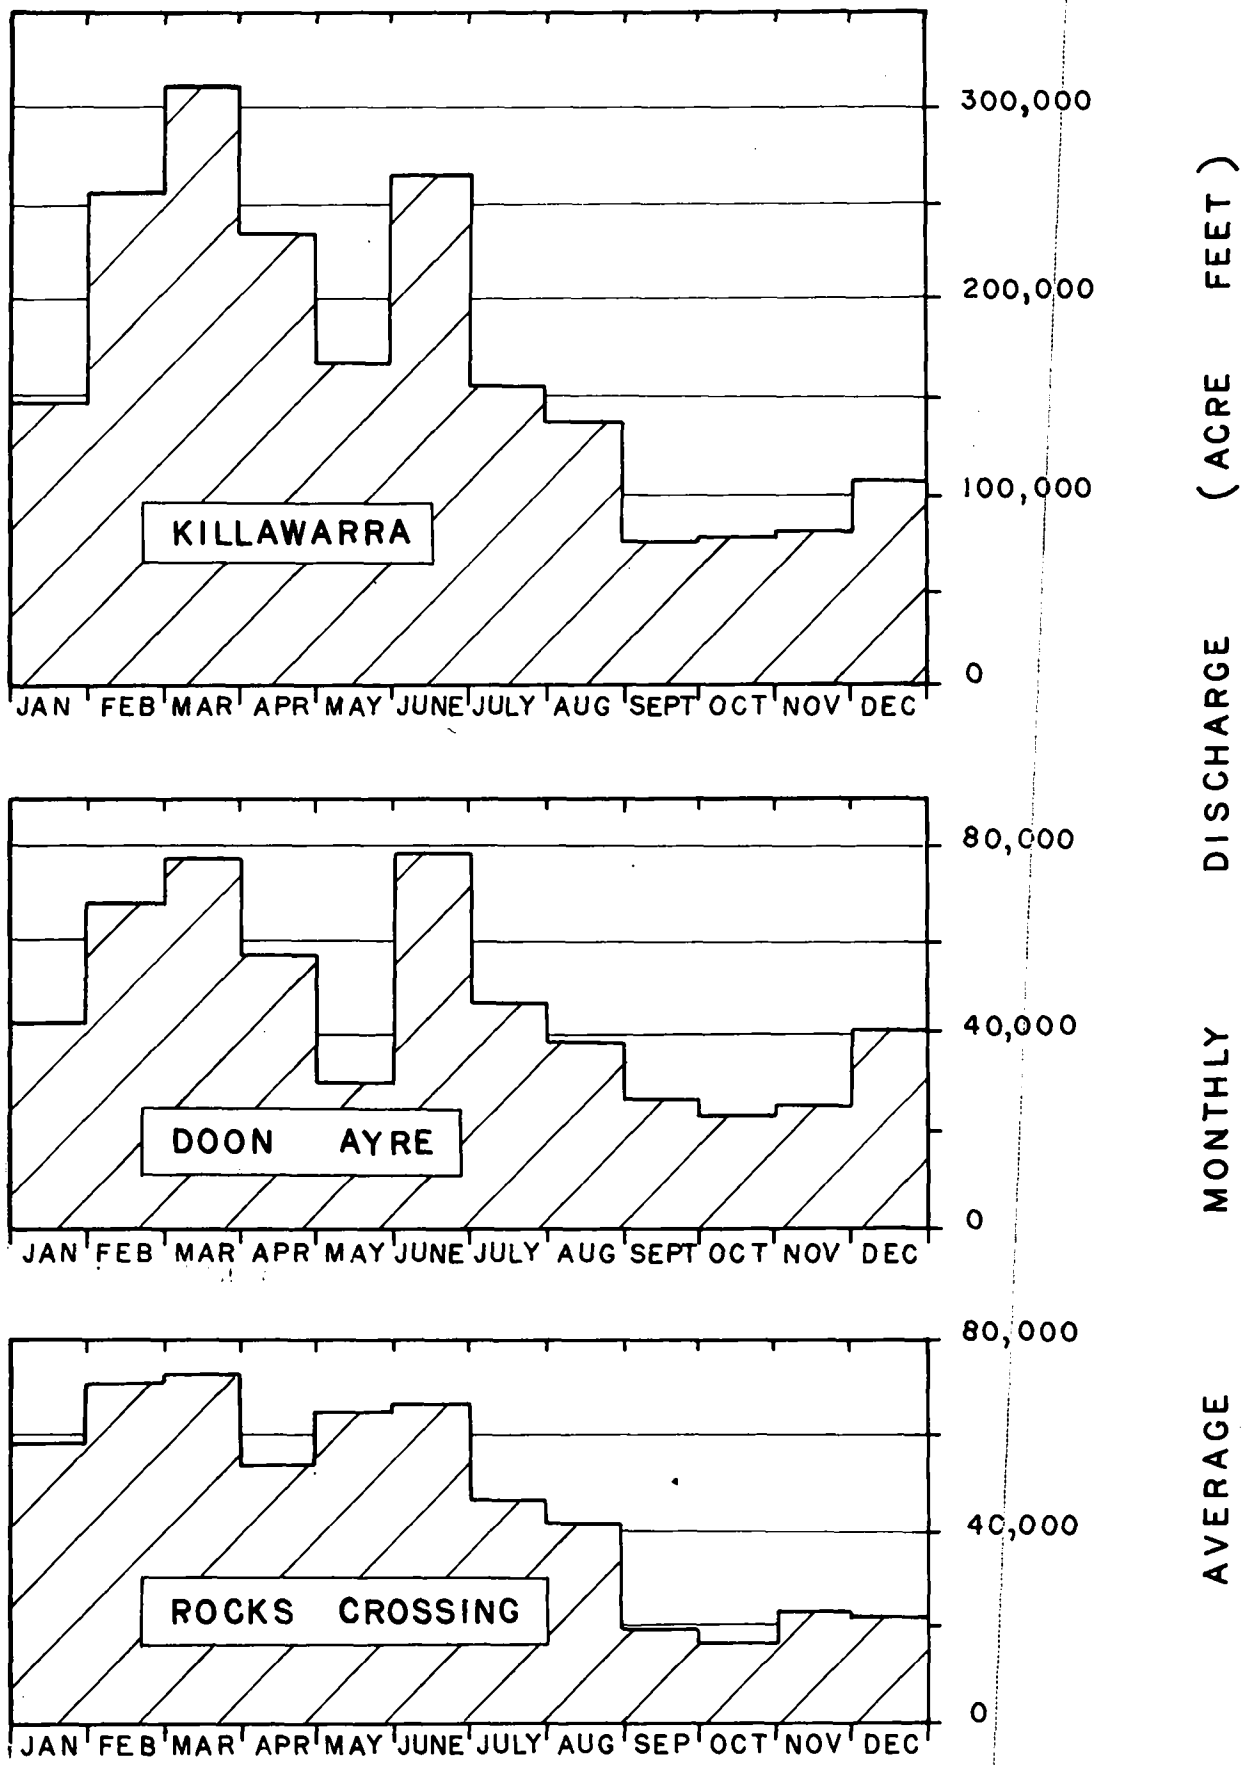 300,000
200,000
100,000
0
KILLAWARRA
JAN FEB MAR APR MAY JUNE JULY AUG SEPT OCT NOV DEC
80,000
40,000
0
DOON AYRE
JAN FEB MAR APR MAY JUNE JULY AUG SEPT OCT NOV DEC
80,000
40,000
0
ROCKS CROSSING
JAN FEB MAR APR MAY JUNE JULY AUG SEP OCT NOV DEC
AVERAGE MONTHLY DISCHARGE (ACRE FEET)